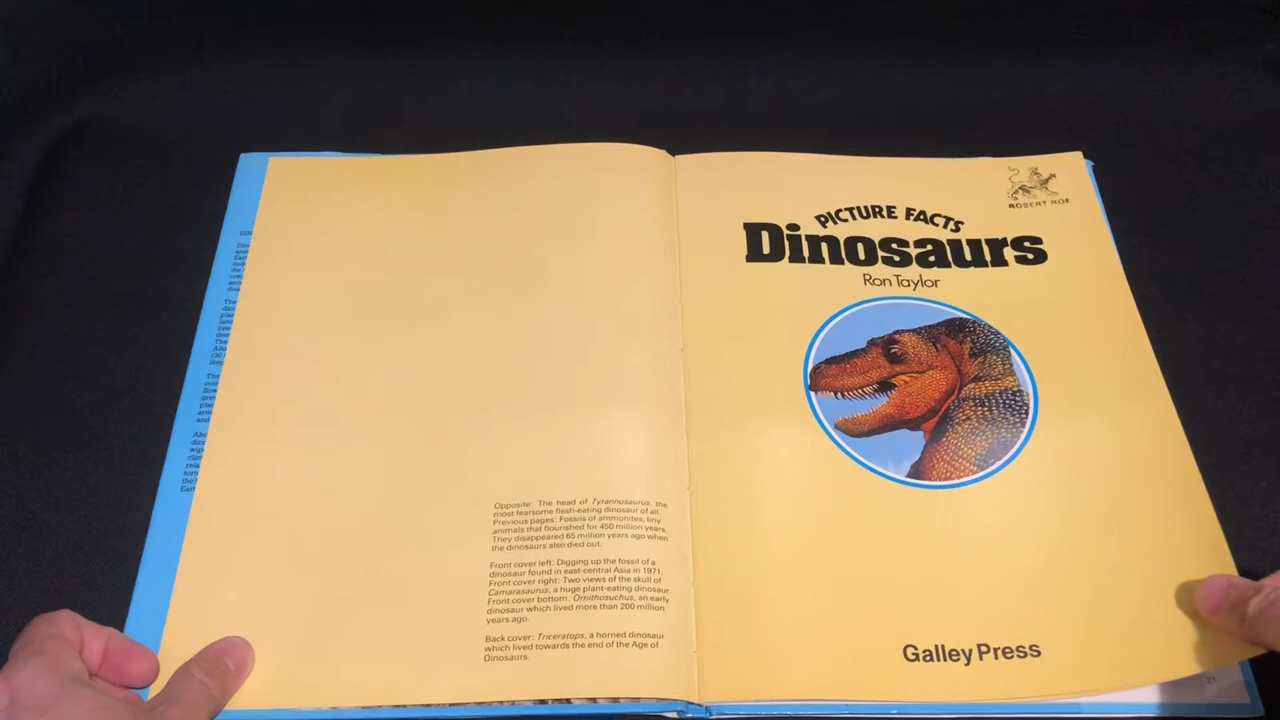 Opposite: The head of Tyrannosaurus, the
most fearsome flesh-eating dinosaur of all.
Previous pages: Fossils of ammonites, tiny
animals that flourished for 450 million years.
They disappeared 65 million years ago when
the dinosaurs also died out.
Front cover left: Digging up the fossil of a
dinosaur found in east-central Asia in 1971.
Front cover right: Two views of the skull of
Camarasaurus, a huge plant-eating dinosaur.
Front cover bottom: Ornithosuchus, an early
dinosaur which lived more than 200 million
years ago.
Back cover: Triceratops, a horned dinosaur
which lived towards the end of the Age of
Dinosaurs.
ROBERT ROE
PICTURE FACTS
Dinosaurs
Ron Taylor
Galley Press
21